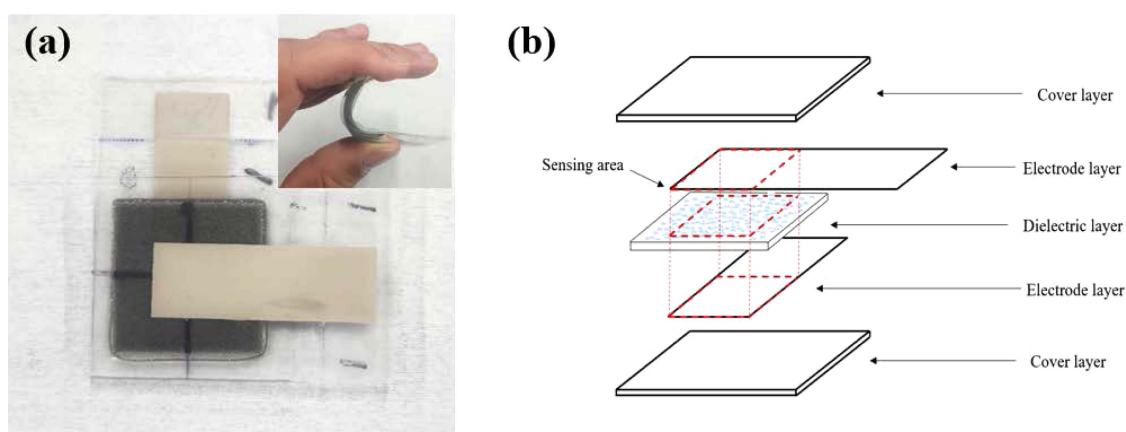 (a)
(b)
Cover layer
Sensing area
Electrode layer
Dielectric layer
Electrode layer
Cover layer